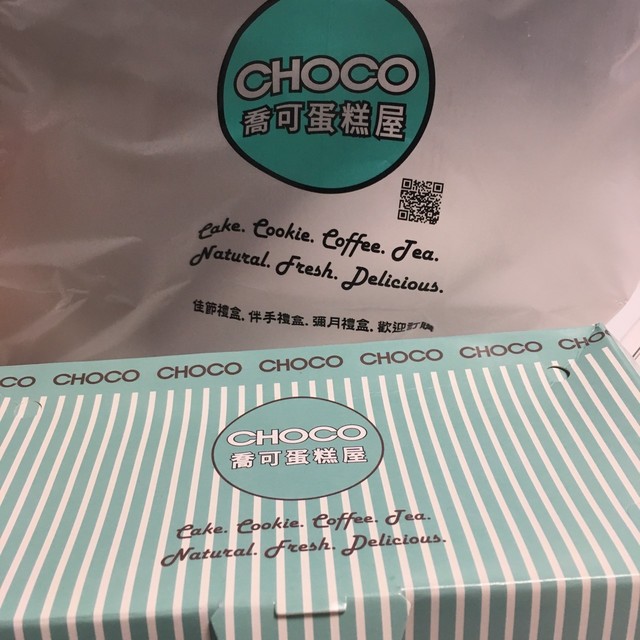 CHOCO
喬可蛋糕屋
Cake. Cookie. Coffee. Tea.
Natural. Fresh. Delicious.
佳節禮盒. 伴手禮盒. 彌月禮盒. 歡迎訂購
CHOCO CHOCO CHOCO CHOCO CHOCO CHOCO
CHOCO
喬可蛋糕屋
Cake. Cookie. Coffee. Tea.
Natural. Fresh. Delicious.